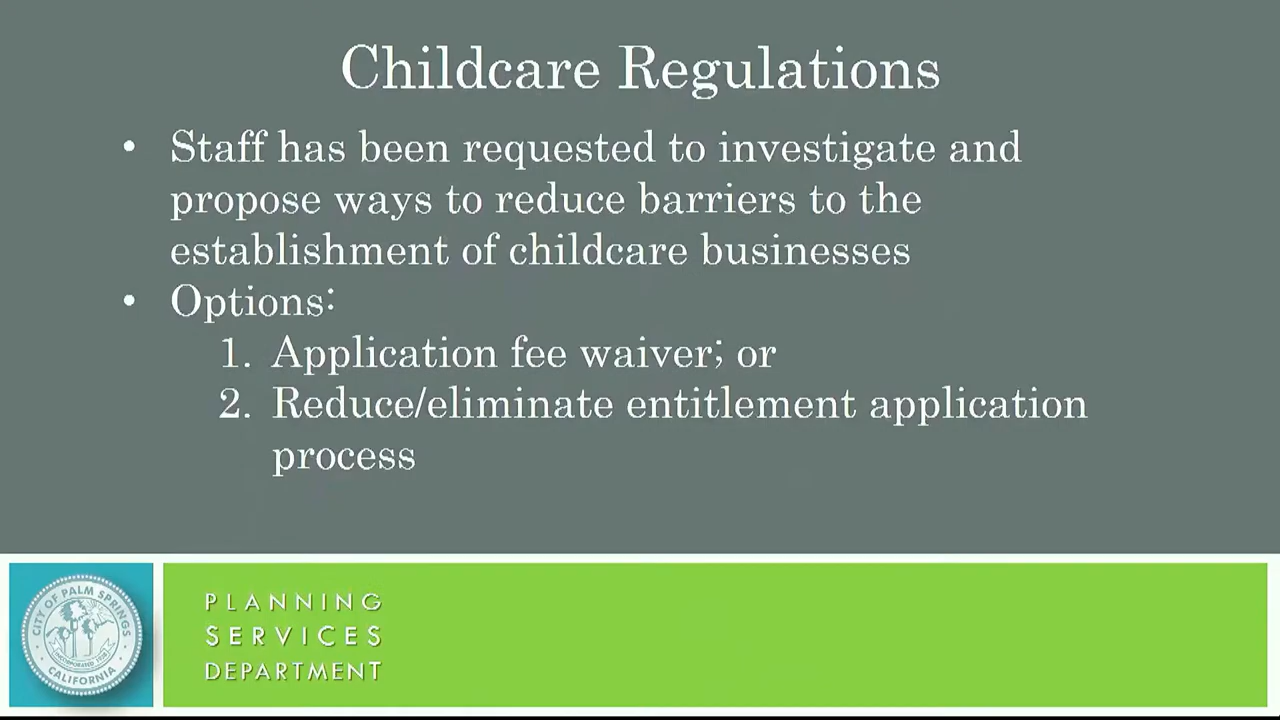 Childcare Regulations
• Staff has been requested to investigate and
propose ways to reduce barriers to the
establishment of childcare businesses
• Options:
1. Application fee waiver; or
2. Reduce/eliminate entitlement application
process
CITY OF PALM SPRINGS
CALIFORNIA
PLANNING
SERVICES
DEPARTMENT